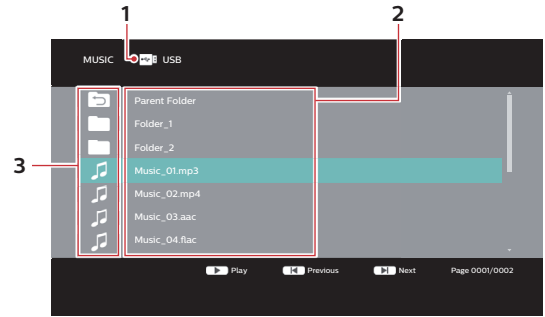 1
2
MUSIC USB
Parent Folder
Folder_1
Folder_2
3
Music_01.mp3
Music_02.mp4
Music_03.aac
Music_04.flac
Play Previous Next Page 0001/0002